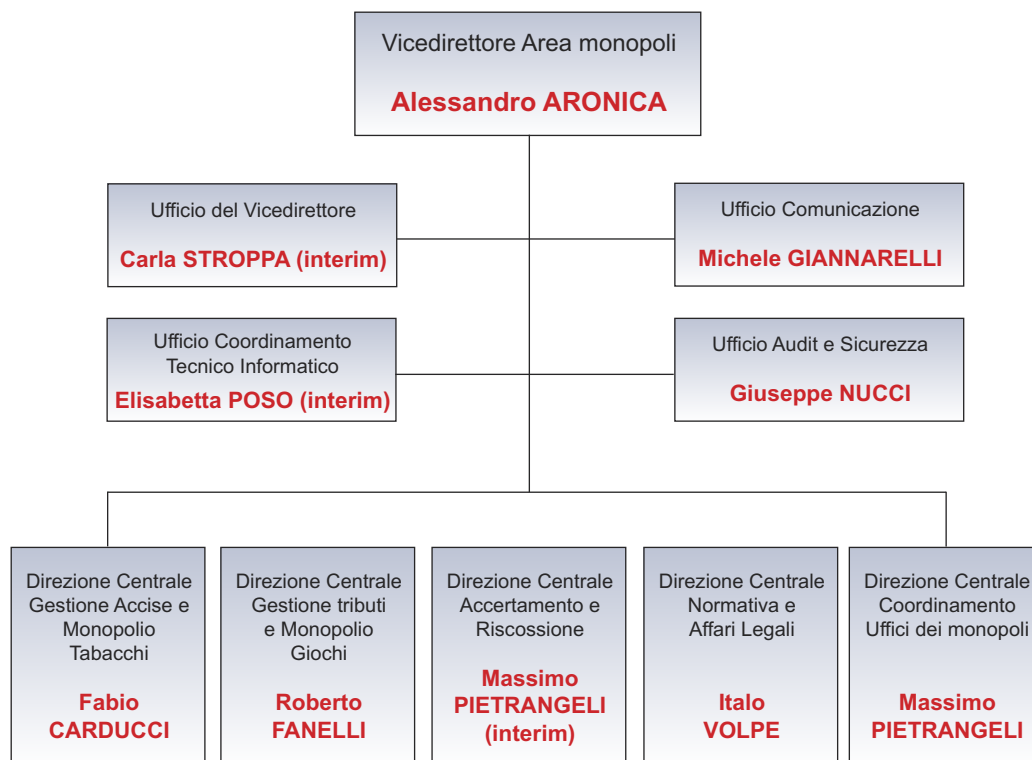 Vicedirettore Area monopoli
Alessandro ARONICA
Ufficio del Vicedirettore
Carla STROPPA (interim)
Ufficio Comunicazione
Michele GIANNARELLI
Ufficio Coordinamento
Tecnico Informatico
Elisabetta POSO (interim)
Ufficio Audit e Sicurezza
Giuseppe NUCCI
Direzione Centrale
Gestione Accise e
Monopolio
Tabacchi
Fabio
CARDUCCI
Direzione Centrale
Gestione tributi
e Monopolio
Giochi
Roberto
FANELLI
Direzione Centrale
Accertamento e
Riscossione
Massimo
PIETRANGELI
(interim)
Direzione Centrale
Normativa e
Affari Legali
Italo
VOLPE
Direzione Centrale
Coordinamento
Uffici dei monopoli
Massimo
PIETRANGELI